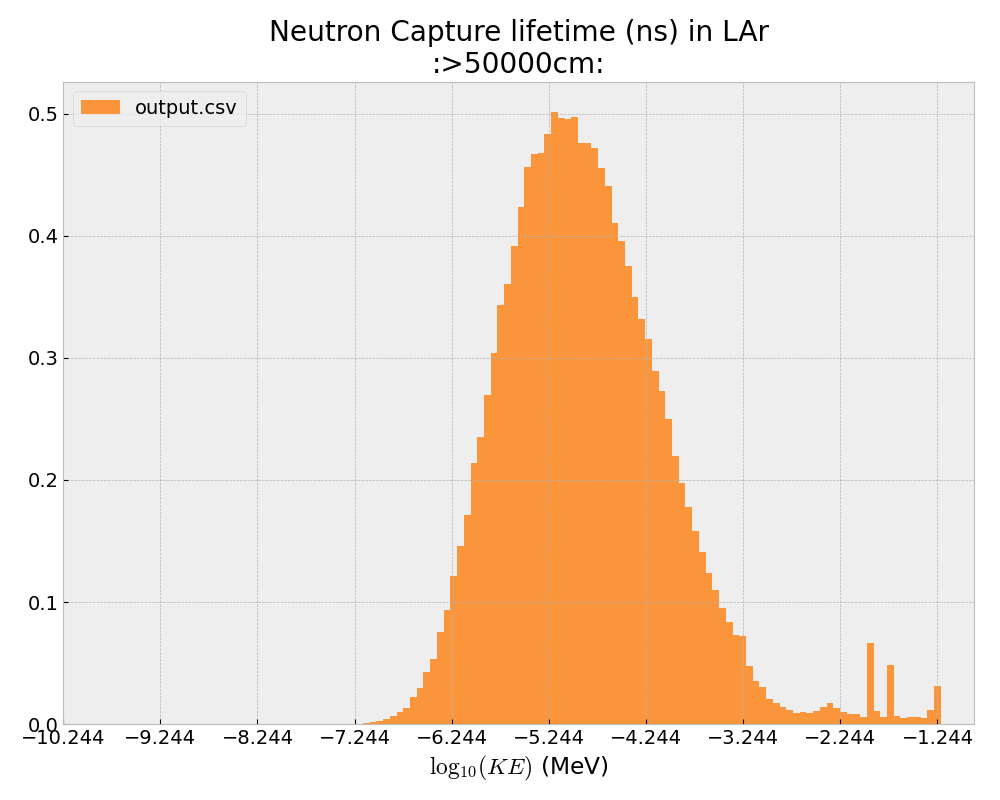 Neutron Capture lifetime (ns) in LAr
:>50000cm:
output.csv
0.5
0.4
0.3
0.2
0.1
0.0
−10.244 −9.244 −8.244 −7.244 −6.244 −5.244 −4.244 −3.244 −2.244 −1.244
log₁₀(KE) (MeV)